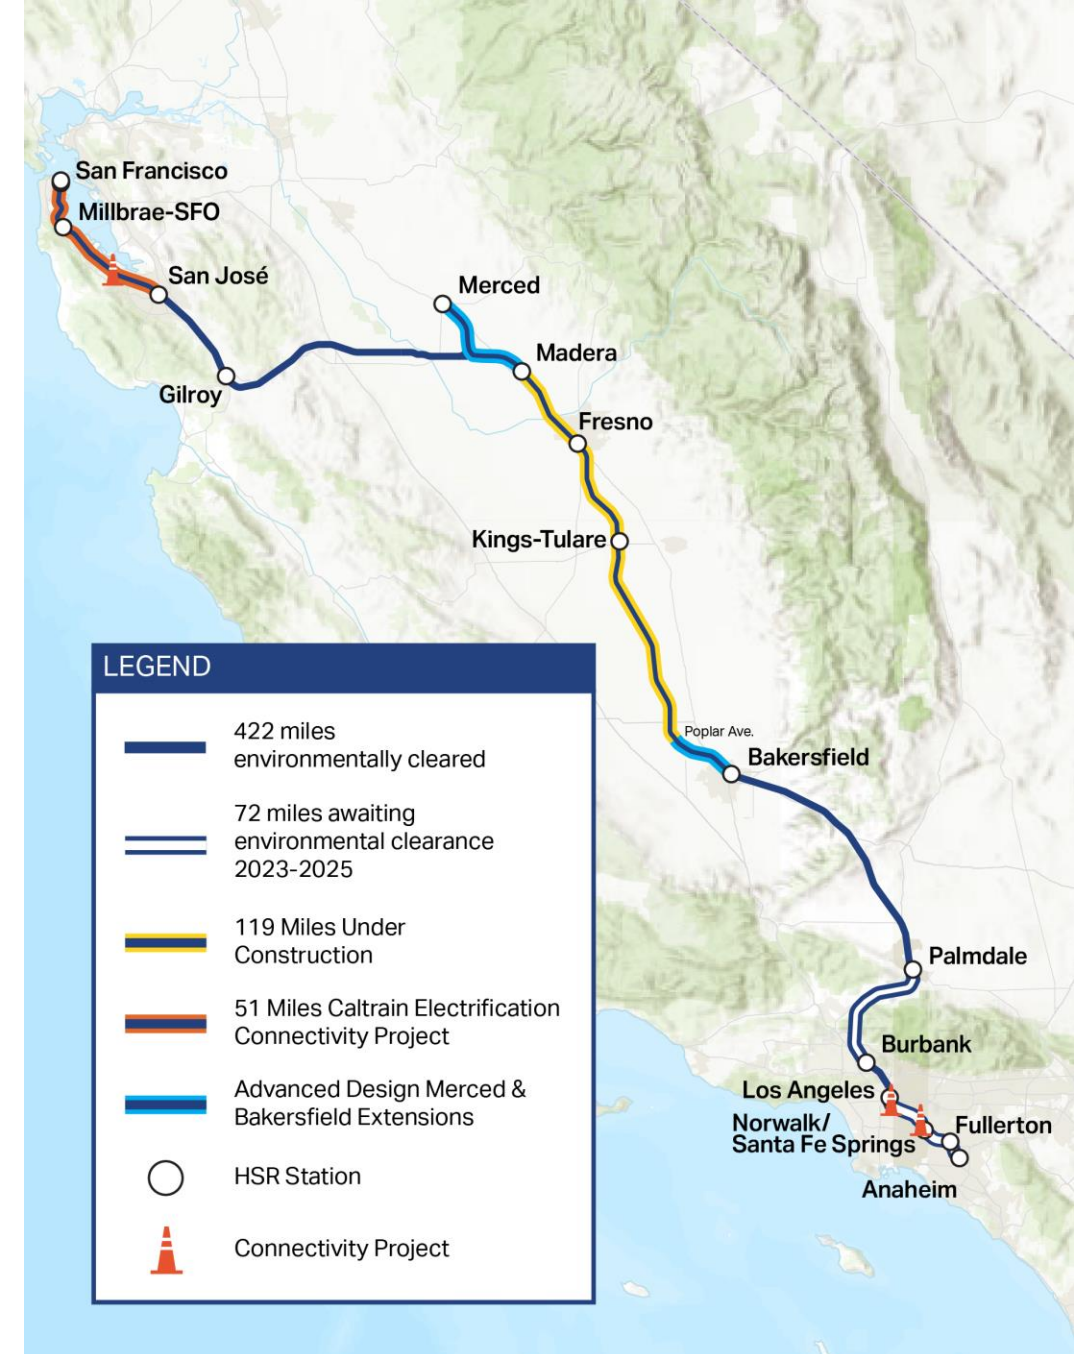 San Francisco
Millbrae-SFO
San José
Merced
Madera
Gilroy
Fresno
Kings-Tulare
Poplar Ave.
Bakersfield
Palmdale
Burbank
Los Angeles
Norwalk/
Santa Fe Springs
Fullerton
Anaheim
LEGEND
422 miles
environmentally cleared
72 miles awaiting
environmental clearance
2023-2025
119 Miles Under
Construction
51 Miles Caltrain Electrification
Connectivity Project
Advanced Design Merced &
Bakersfield Extensions
HSR Station
Connectivity Project